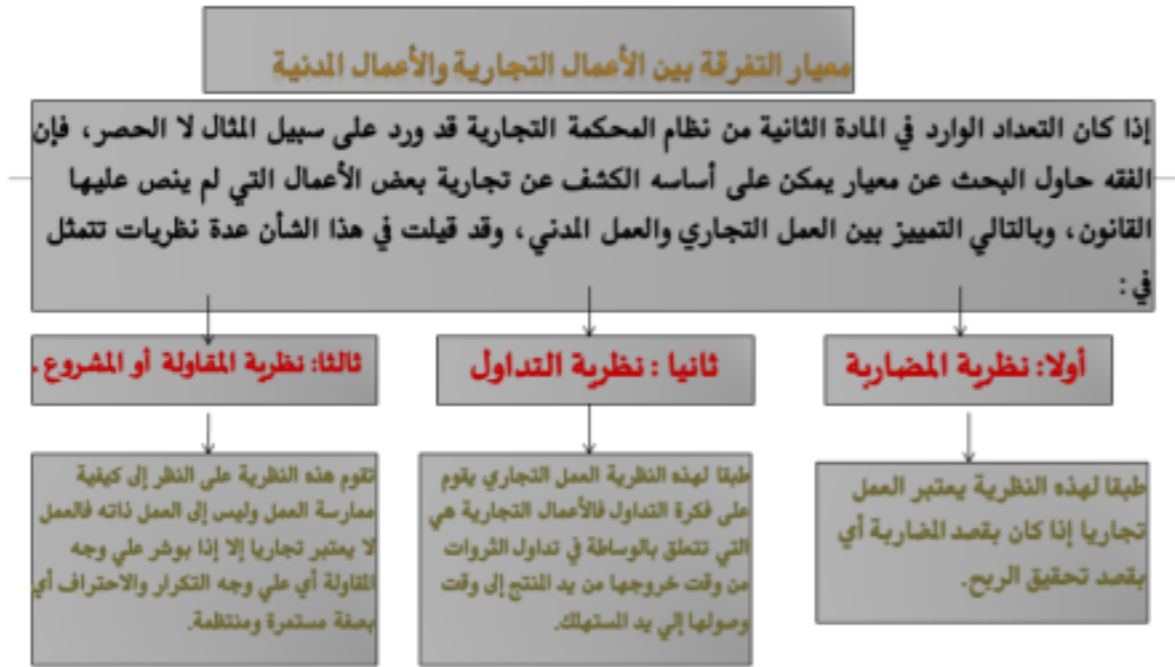 معيار التفرقة بين الأعمال التجارية والأعمال المدنية
إذا كان التعداد الوارد في المادة الثانية من نظام المحكمة التجارية قد ورد على سبيل المثال لا الحصر، فإن
الفقه حاول البحث عن معيار يمكن على أساسه الكشف عن تجارية بعض الأعمال التي لم ينص عليها
القانون، وبالتالي التمييز بين العمل التجاري والعمل المدني، وقد قيلت في هذا الشأن عدة نظريات تتمثل
في :
أولا: نظرية المضاربة
طبقا لهذه النظرية يعتبر العمل
تجاريا إذا كان بقصد المضاربة أي
بقصد تحقيق الربح.
ثانيا : نظرية التداول
طبقا لهذه النظرية العمل التجاري يقوم
على فكرة التداول فالأعمال التجارية هي
التي تتعلق بالوساطة في تداول الثروات
من وقت خروجها من يد المنتج إلى وقت
وصولها إلي يد المستهلك.
ثالثا: نظرية المقاولة أو المشروع .
تقوم هذه النظرية على النظر إلى كيفية
ممارسة العمل وليس إلى العمل ذاته فالعمل
لا يعتبر تجاريا إلا إذا بوشر علي وجه
المقاولة أي علي وجه التكرار والاحتراف أي
بصفة مستمرة ومنتظمة.